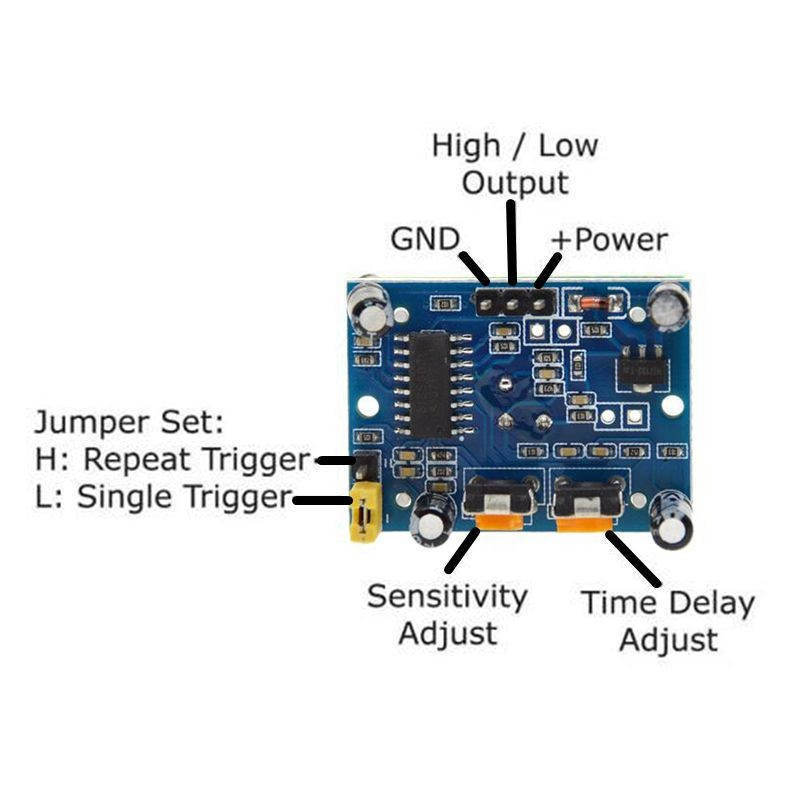 High / Low
Output
GND
+Power
Jumper Set:
H: Repeat Trigger
L: Single Trigger
Sensitivity
Adjust
Time Delay
Adjust